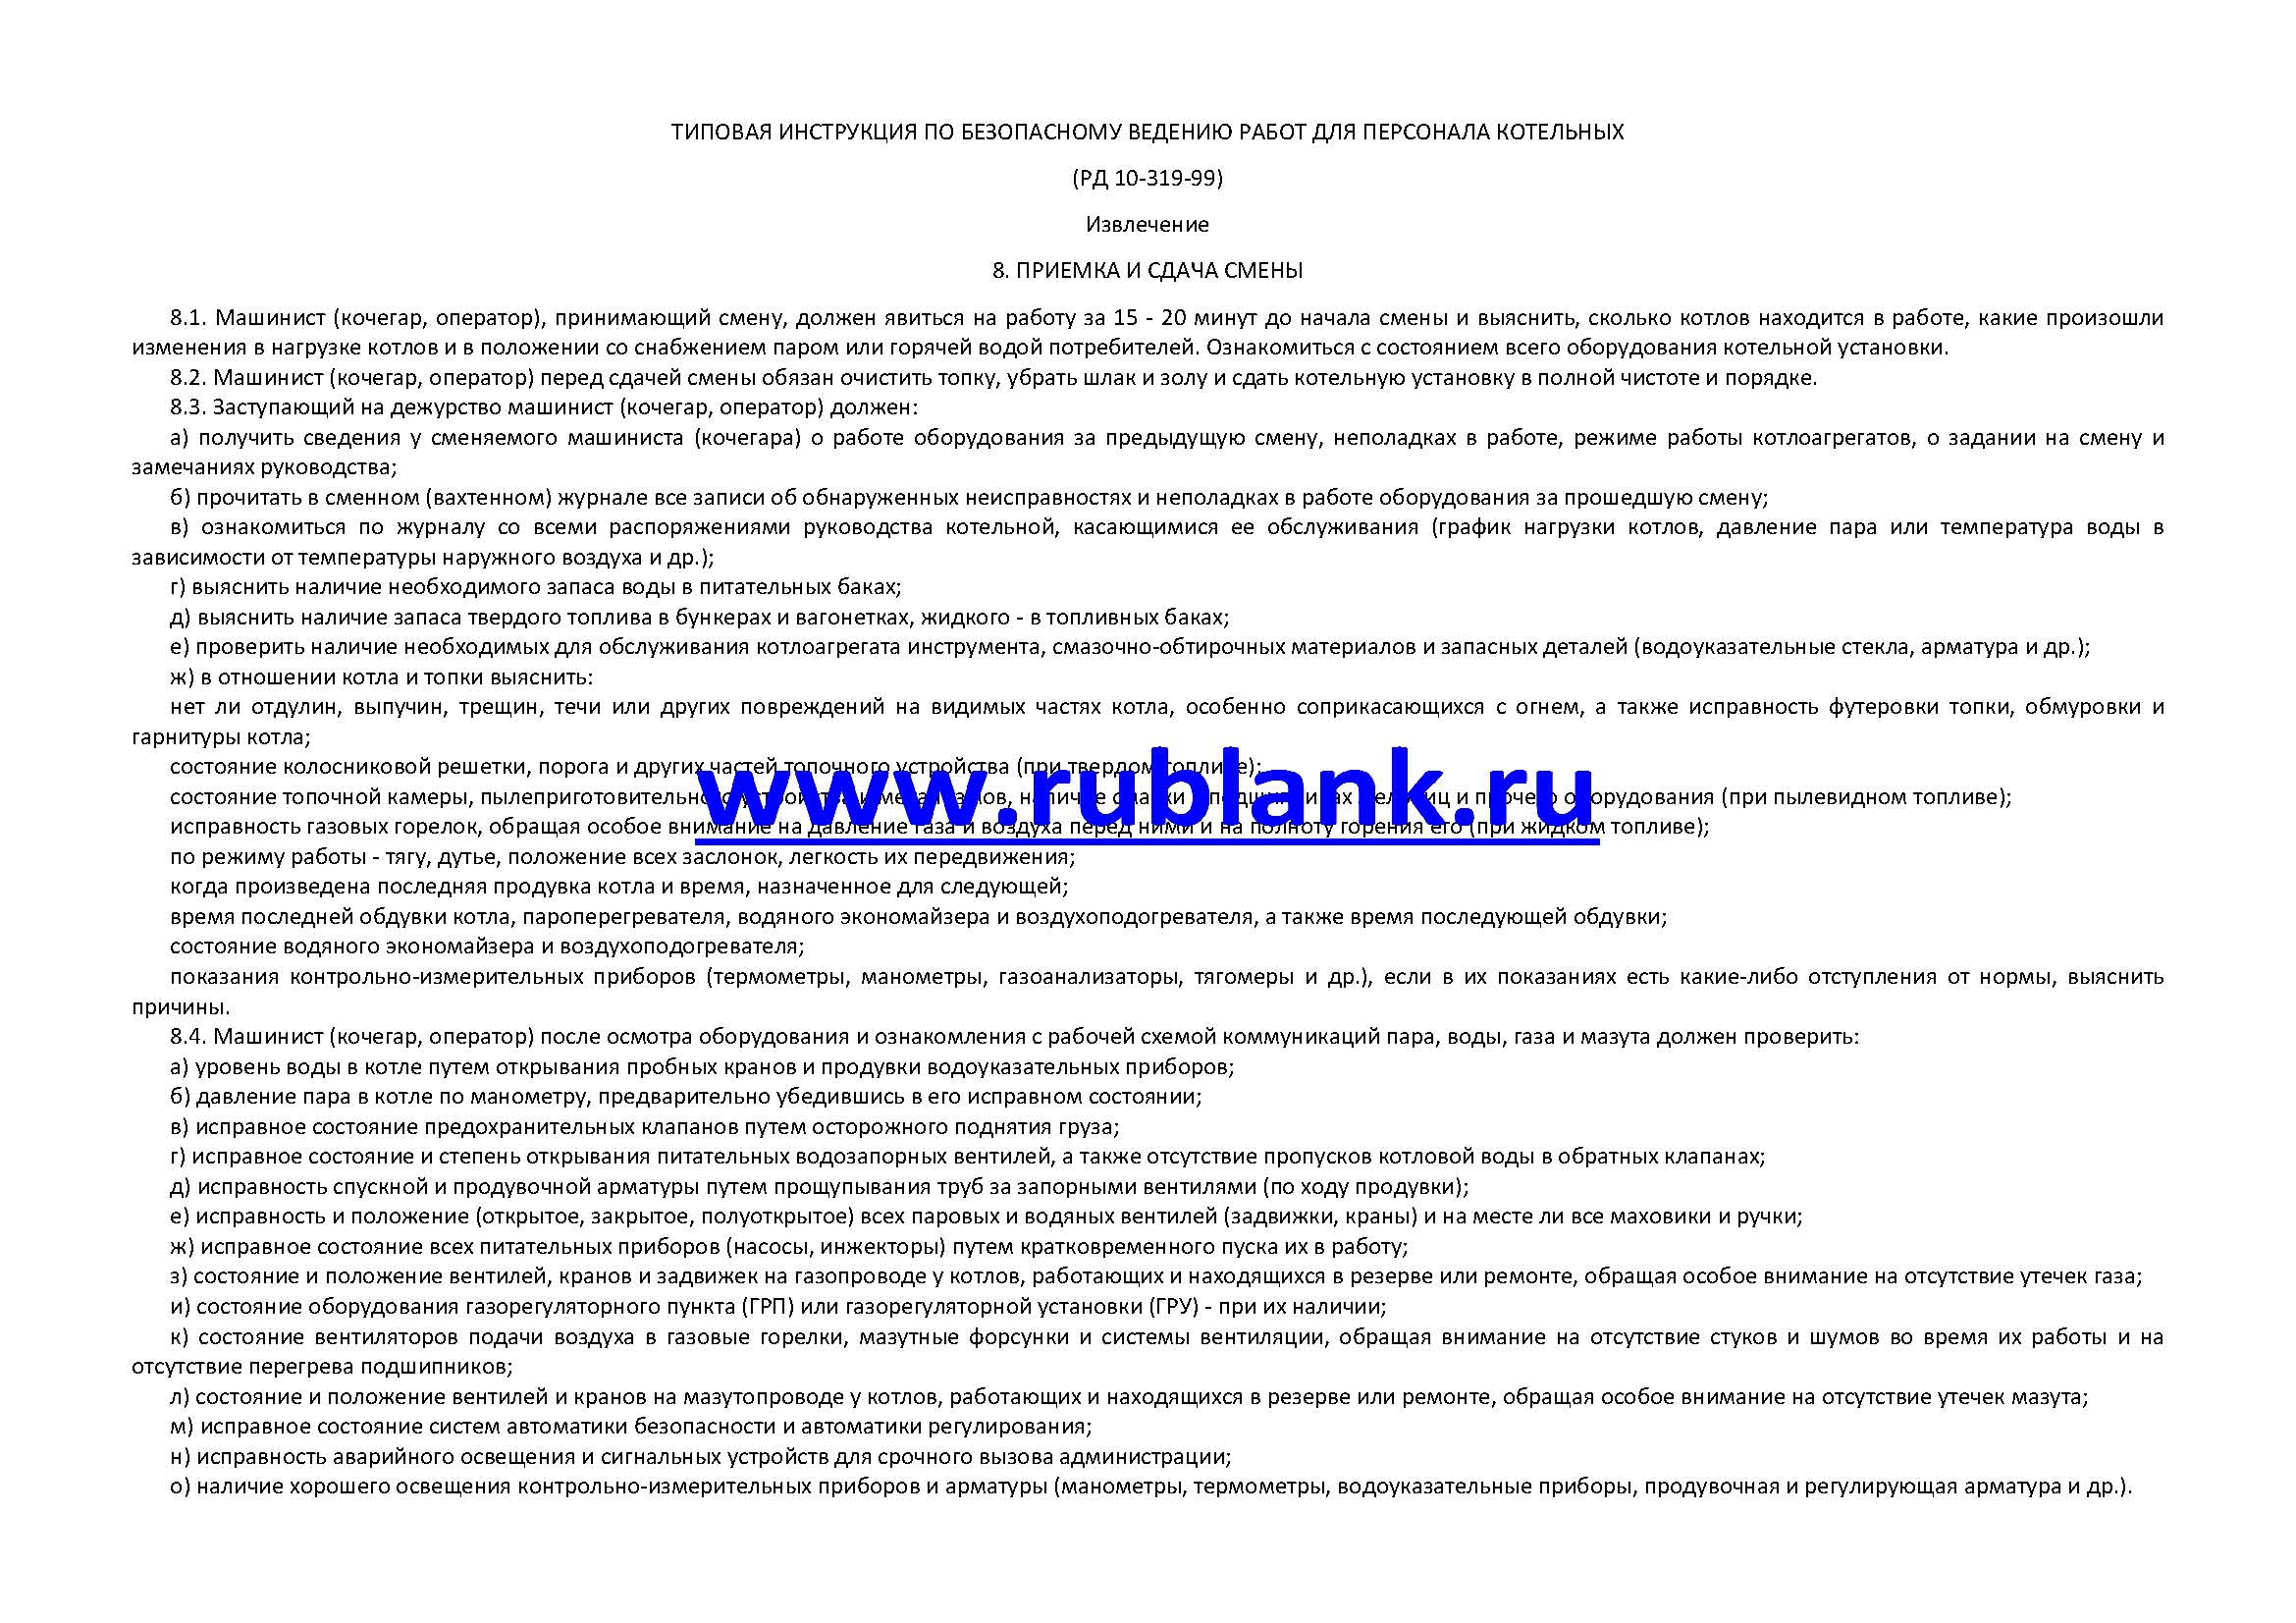 ТИПОВАЯ ИНСТРУКЦИЯ ПО БЕЗОПАСНОМУ ВЕДЕНИЮ РАБОТ ДЛЯ ПЕРСОНАЛА КОТЕЛЬНЫХ
(РД 10-319-99)
Извлечение
8. ПРИЕМКА И СДАЧА СМЕНЫ
8.1. Машинист (кочегар, оператор), принимающий смену, должен явиться на работу за 15 - 20 минут до начала смены и выяснить, сколько котлов находится в работе, какие произошли
изменения в нагрузке котлов и в положении со снабжением паром или горячей водой потребителей. Ознакомиться с состоянием всего оборудования котельной установки.
8.2. Машинист (кочегар, оператор) перед сдачей смены обязан очистить топку, убрать шлак и золу и сдать котельную установку в полной чистоте и порядке.
8.3. Заступающий на дежурство машинист (кочегар, оператор) должен:
а) получить сведения у сменяемого машиниста (кочегара) о работе оборудования за предыдущую смену, неполадках в работе, режиме работы котлоагрегатов, о задании на смену и
замечаниях руководства;
б) прочитать в сменном (вахтенном) журнале все записи об обнаруженных неисправностях и неполадках в работе оборудования за прошедшую смену;
в) ознакомиться по журналу со всеми распоряжениями руководства котельной, касающимися ее обслуживания (график нагрузки котлов, давление пара или температура воды в
зависимости от температуры наружного воздуха и др.);
г) выяснить наличие необходимого запаса воды в питательных баках;
д) выяснить наличие запаса твердого топлива в бункерах и вагонетках, жидкого - в топливных баках;
е) проверить наличие необходимых для обслуживания котлоагрегата инструмента, смазочно-обтирочных материалов и запасных деталей (водоуказательные стекла, арматура и др.);
ж) в отношении котла и топки выяснить:
нет ли отдулин, выпучин, трещин, течи или других повреждений на видимых частях котла, особенно соприкасающихся с огнем, а также исправность футеровки топки, обмуровки и
гарнитуры котла;
состояние колосниковой решетки, порога и других частей топочного устройства (при твердом топливе);
состояние топочной камеры, наличие и прочего оборудования (при пылевидном топливе);
www.rublank.ru
исправность газовых горелок, обращая особое внимание на давление газа и воздуха перед ними и на полноту горения его (при жидком топливе);
по режиму работы - тягу, дутье, положение всех заслонок, легкость их передвижения;
когда произведена последняя продувка котла и время, назначенное для следующей;
время последней обдувки котла, пароперегревателя, водяного экономайзера и воздухоподогревателя, а также время последующей обдувки;
состояние водяного экономайзера и воздухоподогревателя;
показания контрольно-измерительных приборов (термометры, манометры, газоанализаторы, тягомеры и др.), если в их показаниях есть какие-либо отступления от нормы, выяснить
причины.
8.4. Машинист (кочегар, оператор) после осмотра оборудования и ознакомления с рабочей схемой коммуникаций пара, воды, газа и мазута должен проверить:
а) уровень воды в котле путем открывания пробных кранов и продувки водоуказательных приборов;
б) давление пара в котле по манометру, предварительно убедившись в его исправном состоянии;
в) исправное состояние предохранительных клапанов путем осторожного поднятия груза;
г) исправное состояние и степень открывания питательных водозапорных вентилей, а также отсутствие пропусков котловой воды в обратных клапанах;
д) исправность спускной и продувочной арматуры путем прощупывания труб за запорными вентилями (по ходу продувки);
е) исправность и положение (открытое, закрытое, полуоткрытое) всех паровых и водяных вентилей (задвижки, краны) и на месте ли все маховики и ручки;
ж) исправное состояние всех питательных приборов (насосы, инжекторы) путем кратковременного пуска их в работу;
з) состояние и положение вентилей, кранов и задвижек на газопроводе у котлов, работающих и находящихся в резерве или ремонте, обращая особое внимание на отсутствие утечек газа;
и) состояние оборудования газорегуляторного пункта (ГРП) или газорегуляторной установки (ГРУ) - при их наличии;
к) состояние вентиляторов подачи воздуха в газовые горелки, мазутные форсунки и системы вентиляции, обращая внимание на отсутствие стуков и шумов во время их работы и на
отсутствие перегрева подшипников;
л) состояние и положение вентилей и кранов на мазутопроводе у котлов, работающих и находящихся в резерве или ремонте, обращая особое внимание на отсутствие утечек мазута;
м) исправное состояние систем автоматики безопасности и автоматики регулирования;
н) исправность аварийного освещения и сигнальных устройств для срочного вызова администрации;
о) наличие хорошего освещения контрольно-измерительных приборов и арматуры (манометры, термометры, водоуказательные приборы, продувочная и регулирующая арматура и др.).